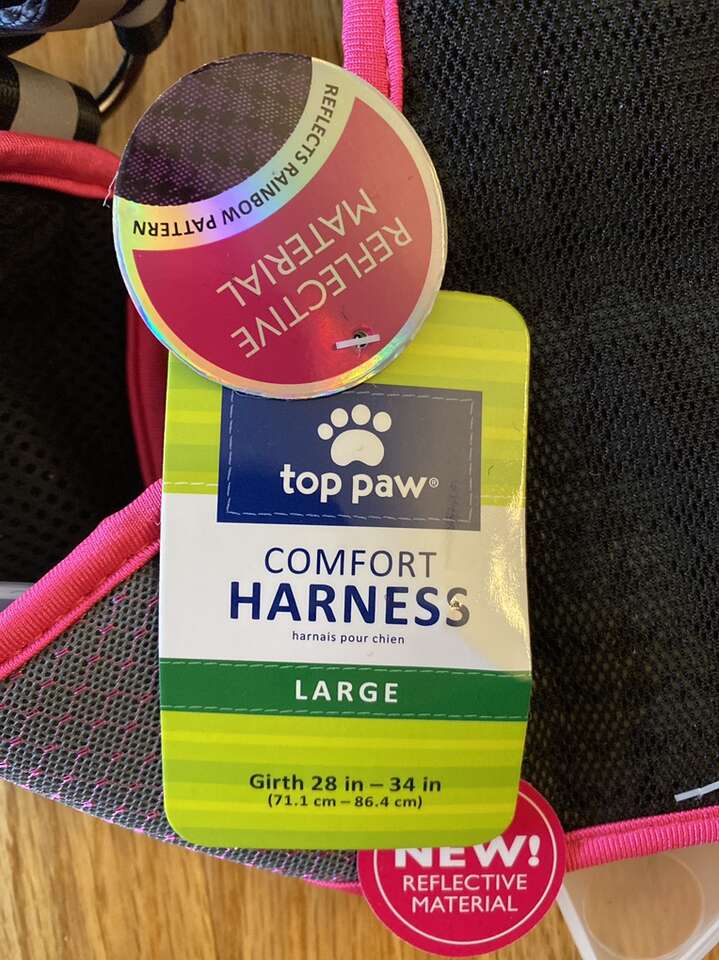 REFLECTS RAINBOW PATTERN
REFLECTIVE
MATERIAL
top paw®
COMFORT
HARNESS
harnais pour chien
LARGE
Girth 28 in – 34 in
(71.1 cm – 86.4 cm)
NEW!
REFLECTIVE
MATERIAL